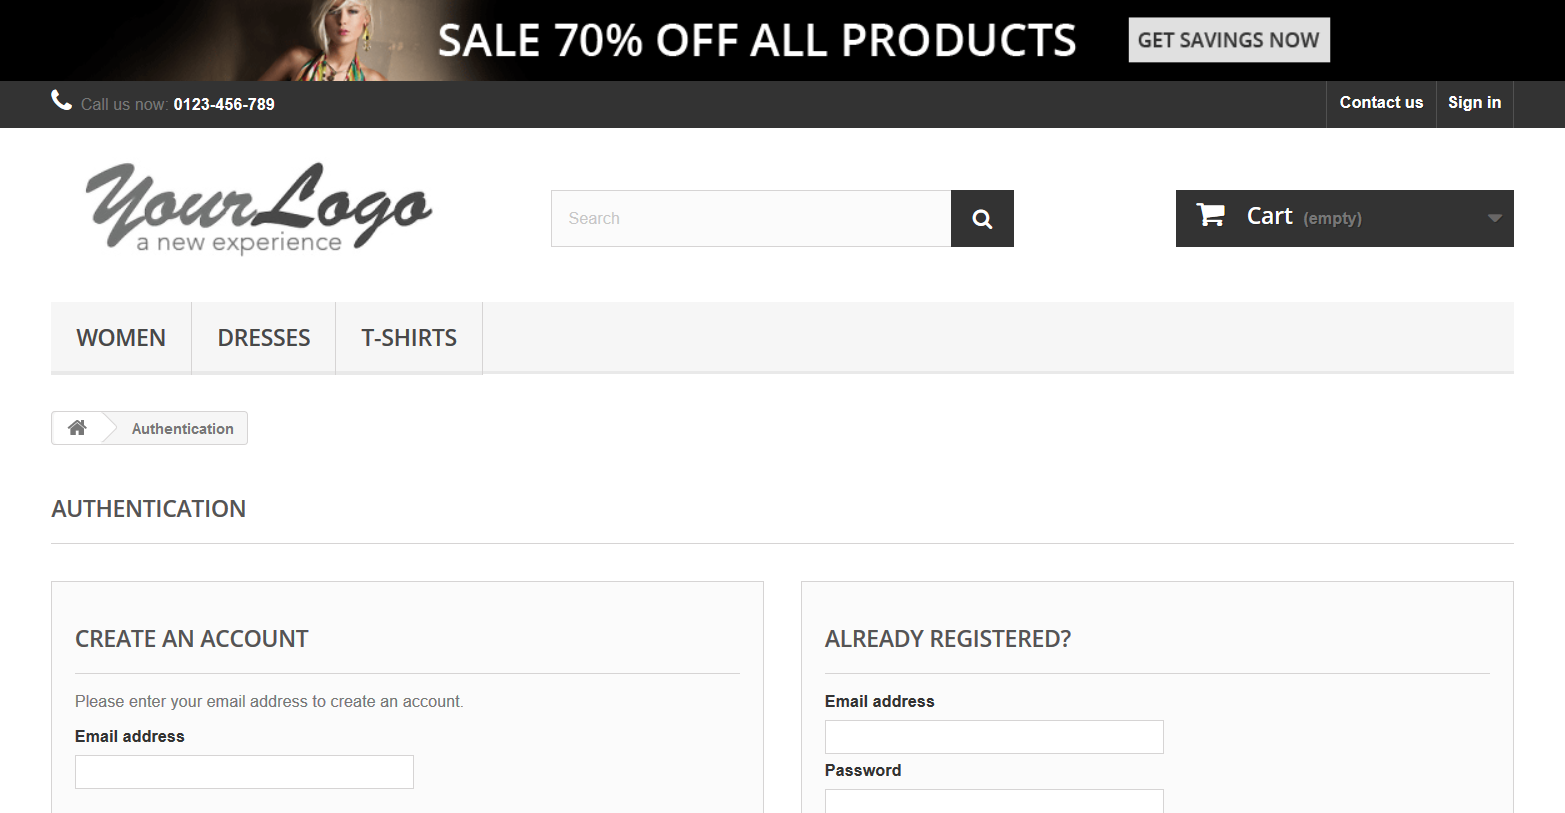 SALE 70% OFF ALL PRODUCTS
GET SAVINGS NOW
Call us now: 0123-456-789
Contact us
Sign in
YourLogo
a new experience
Search
Cart (empty)
WOMEN
DRESSES
T-SHIRTS
Authentication
AUTHENTICATION
CREATE AN ACCOUNT
Please enter your email address to create an account.
Email address
ALREADY REGISTERED?
Email address
Password